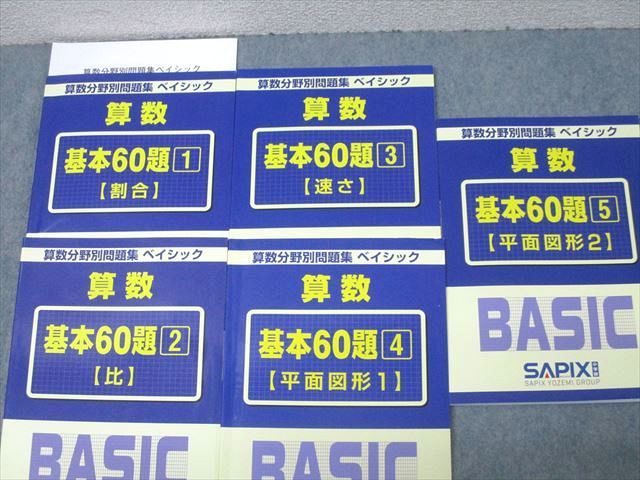 算数分野別問題集ベイシック
算数分野別問題集 ベイシック
算数
基本60題1
【割合】
算数分野別問題集 ベイシック
算数
基本60題3
【速さ】
算数分野別問題集 ベイシック
算数
基本60題5
【平面図形2】
BASIC
SAPIX
SAPIX YOZEMI GROUP
算数分野別問題集 ベイシック
算数
基本60題2
【比】
BASIC
算数分野別問題集 ベイシック
算数
基本60題4
【平面図形1】
BASIC